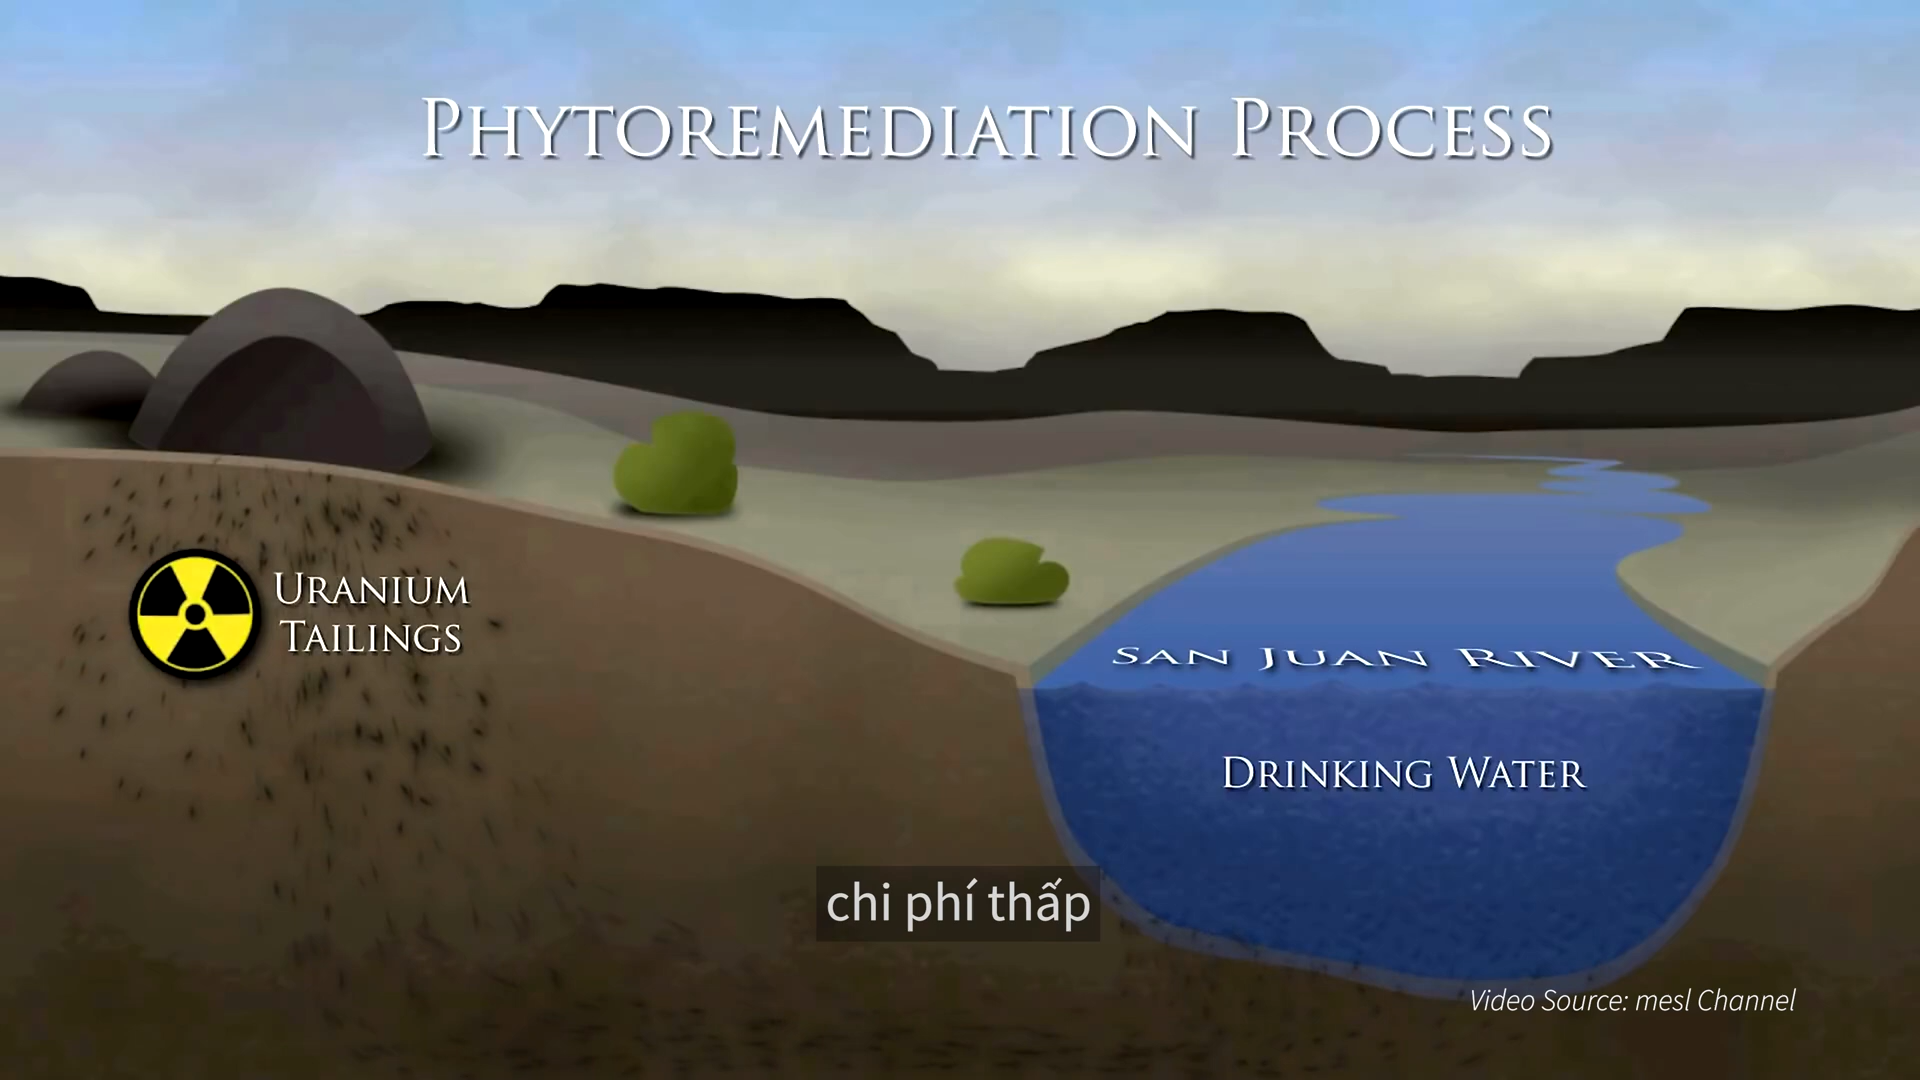 PHYTOREMEDIATION PROCESS
URANIUM
TAILINGS
SAN JUAN RIVER
DRINKING WATER
chi phí thấp
Video Source: mesl Channel